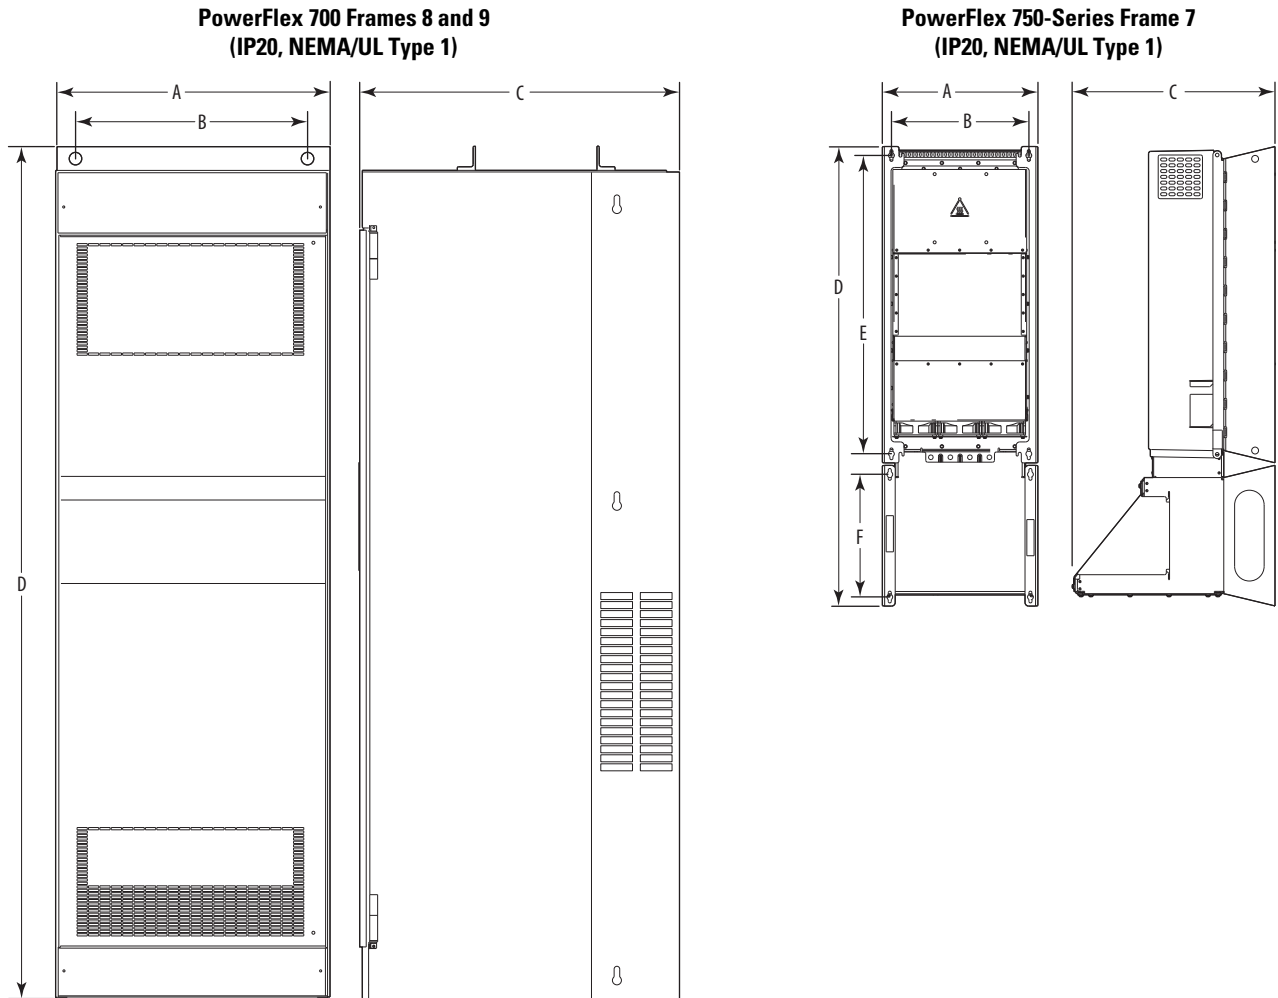 PowerFlex 700 Frames 8 and 9
(IP20, NEMA/UL Type 1)
A
B
C
D
PowerFlex 750-Series Frame 7
(IP20, NEMA/UL Type 1)
A
B
C
D
E
F